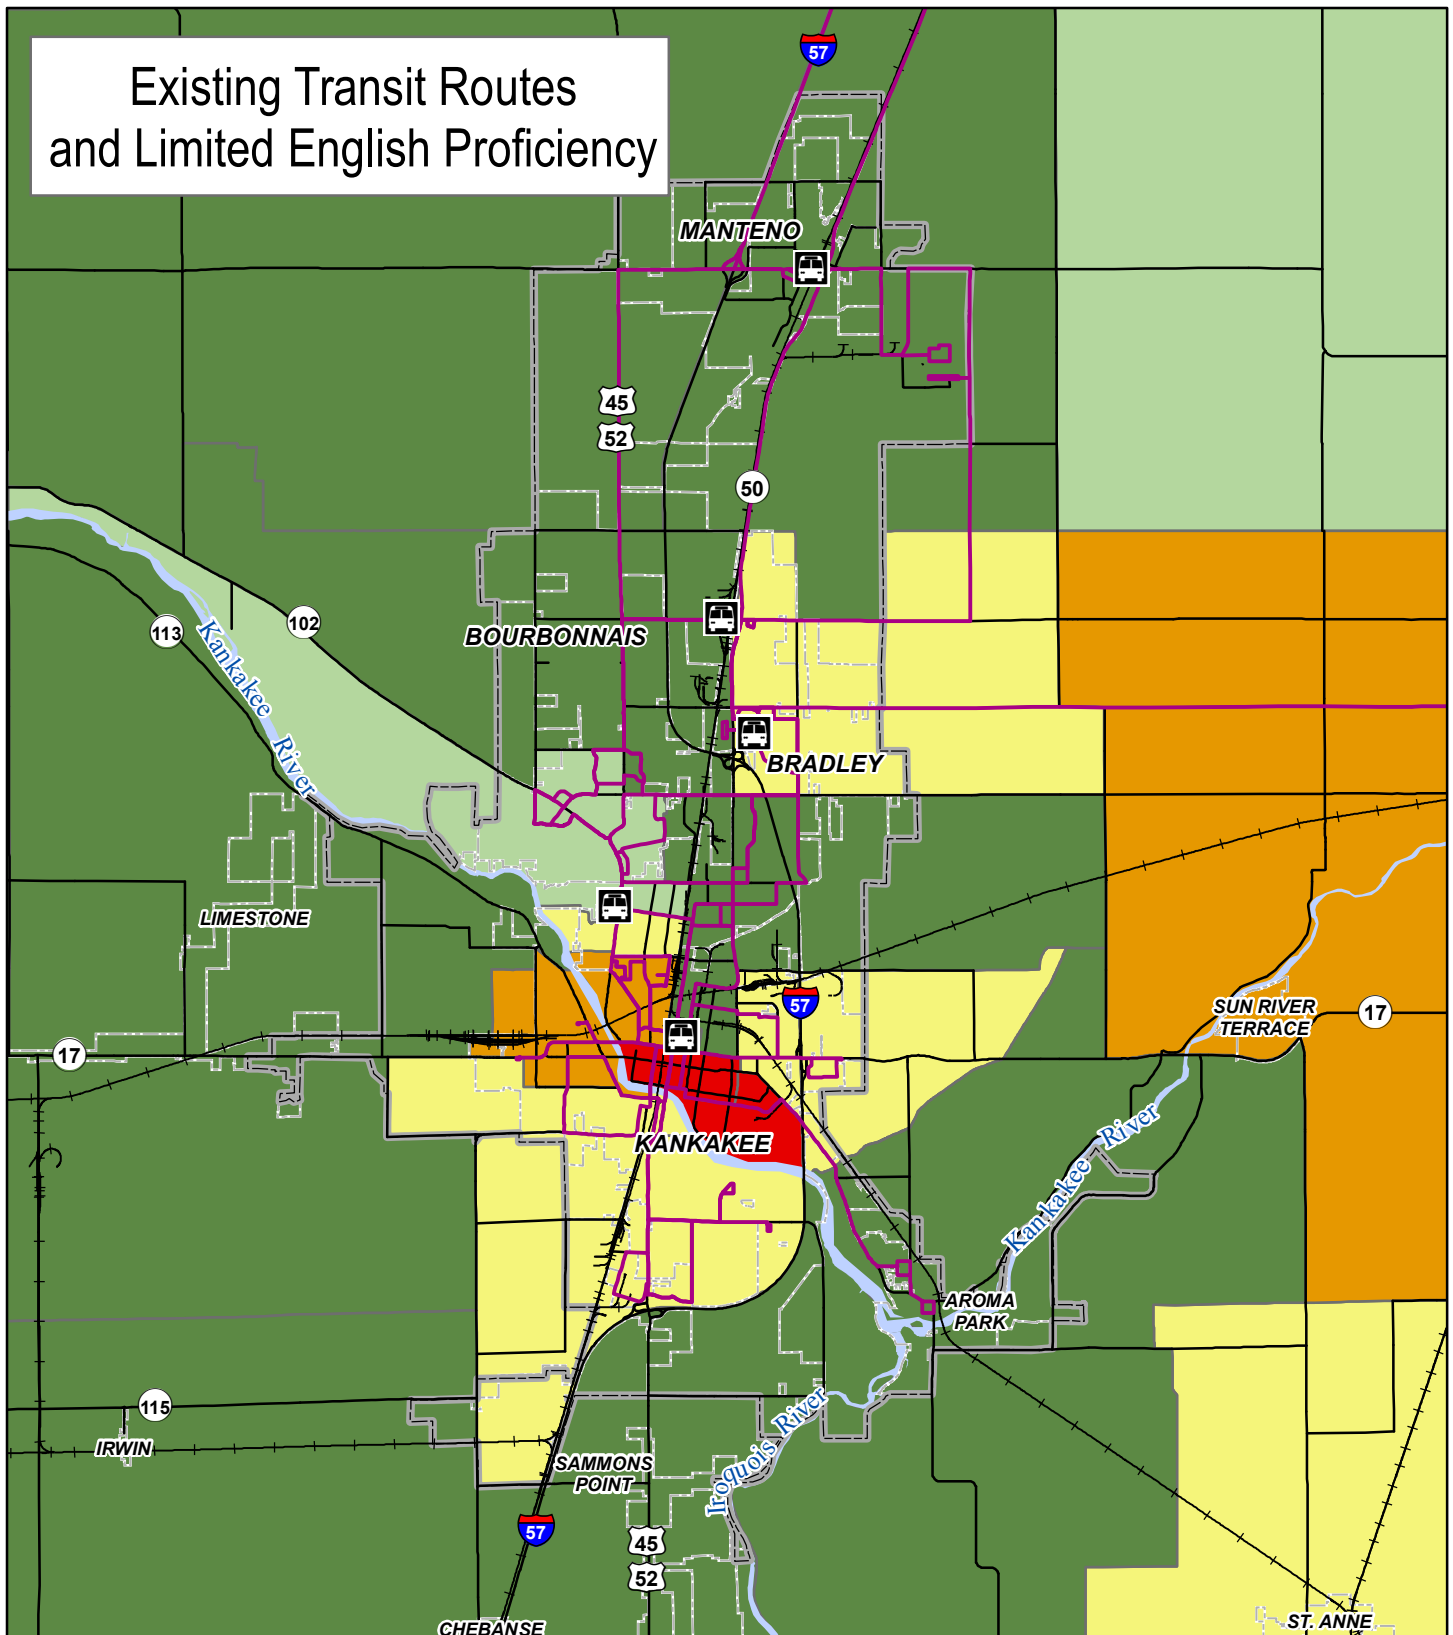 Existing Transit Routes
and Limited English Proficiency
57
MANTENO
45
52
50
BOURBONNAIS
102
113
Kankakee
River
BRADLEY
LIMESTONE
57
SUN RIVER
TERRACE
17
17
KANKAKEE
Kankakee River
AROMA
PARK
115
IRWIN
Iroquois River
SAMMONS
POINT
57
45
52
CHEBANSE
ST. ANNE